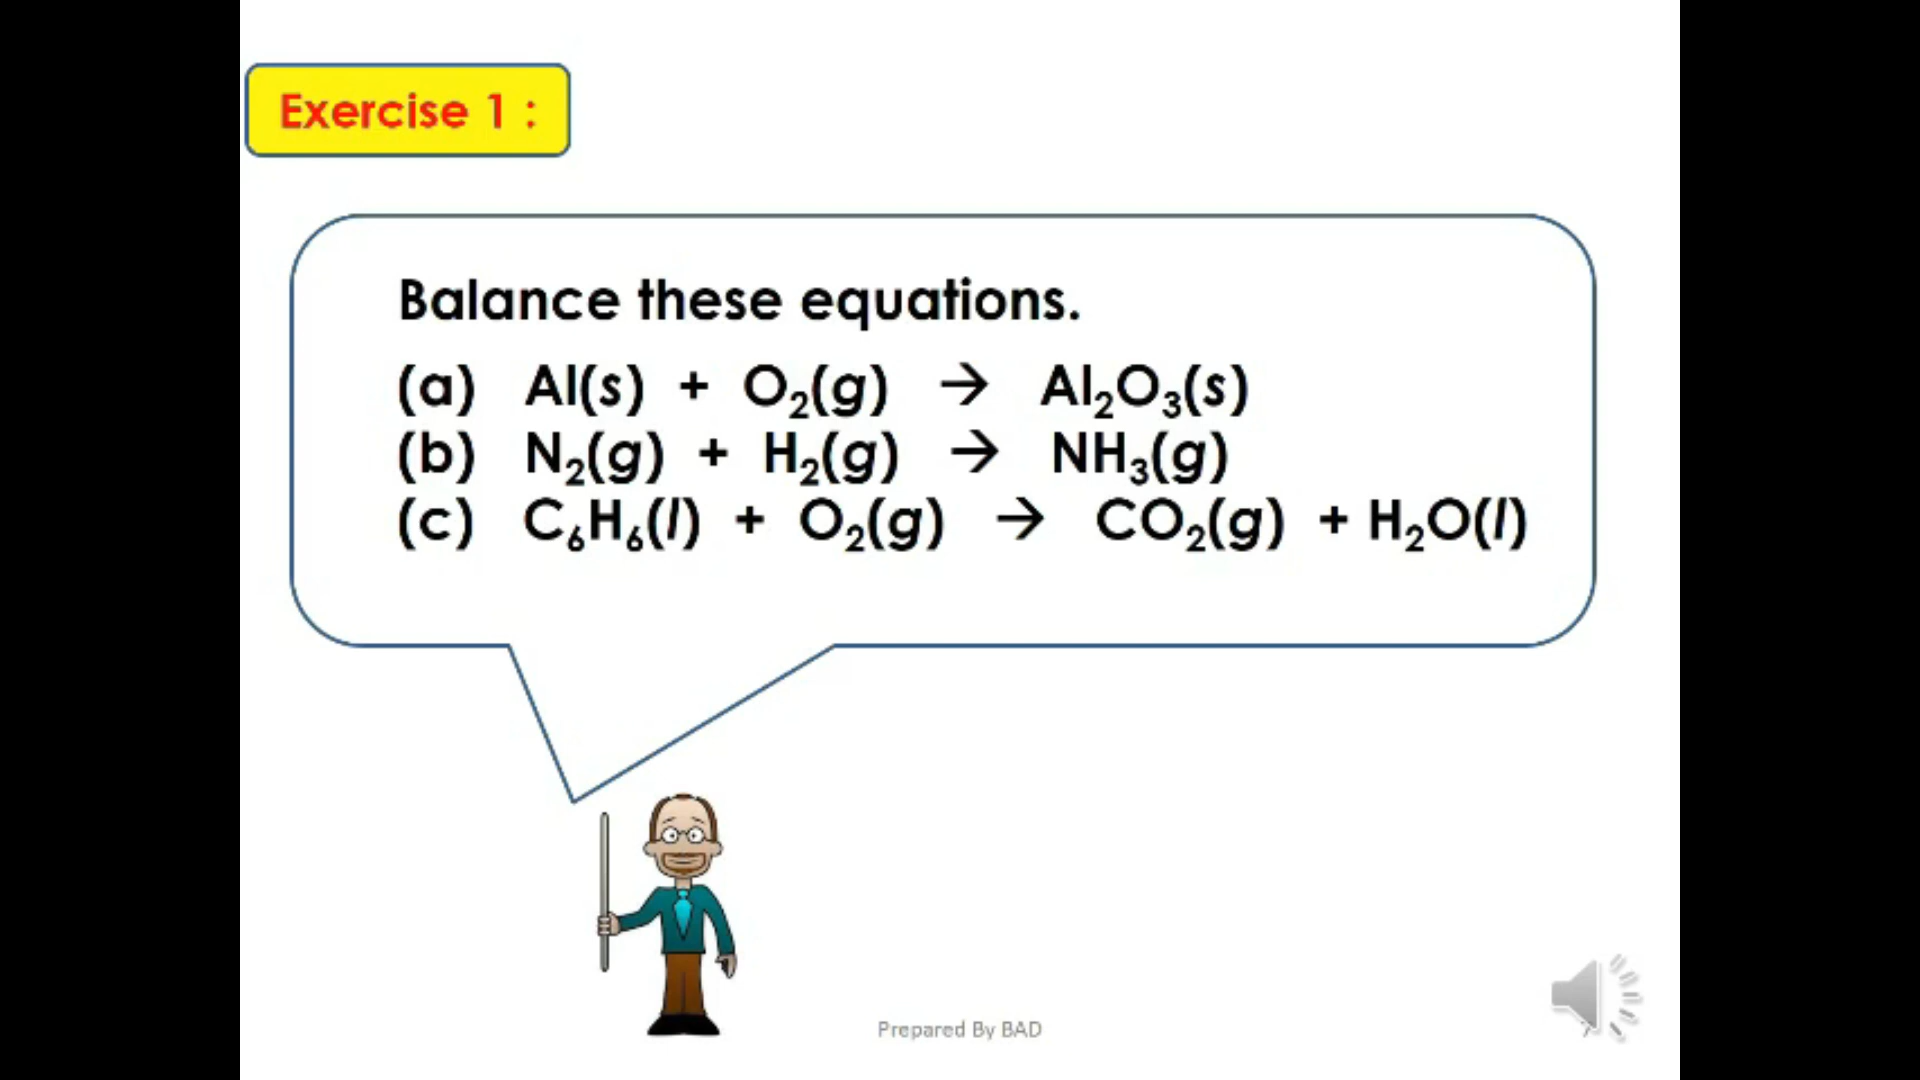 Exercise 1 :
Balance these equations.
(a) Al(s) + O₂(g) → Al₂O₃(s)
(b) N₂(g) + H₂(g) → NH₃(g)
(c) C₆H₆(l) + O₂(g) → CO₂(g) + H₂O(l)
Prepared By BAD